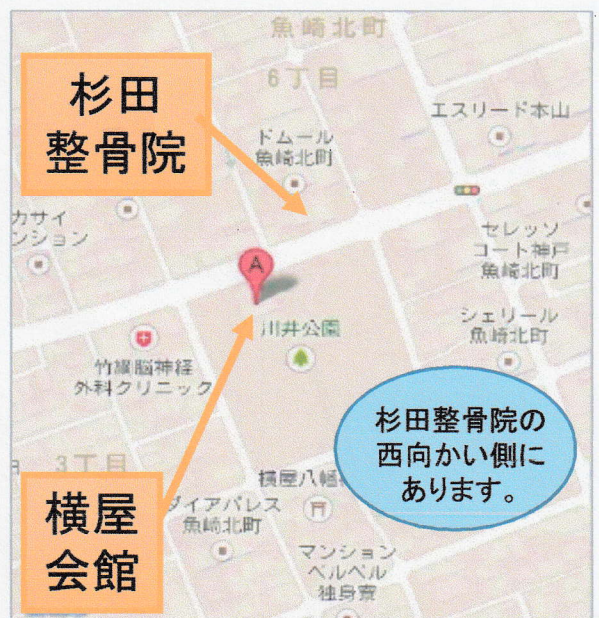 魚崎北町
6丁目
杉田
整骨院
エスリード本山
ドムール
魚崎北町
カサイ
ンション
セレッソ
コート神戸
魚崎北町
A
川井公園
シェリール
魚崎北町
脳神経
外科クリニック
杉田整骨院の
西向かい側に
あります。
3丁目
横屋八幡
横屋
会館
ダイアパレス
魚崎北町
マンション
ベルベル
独身寮